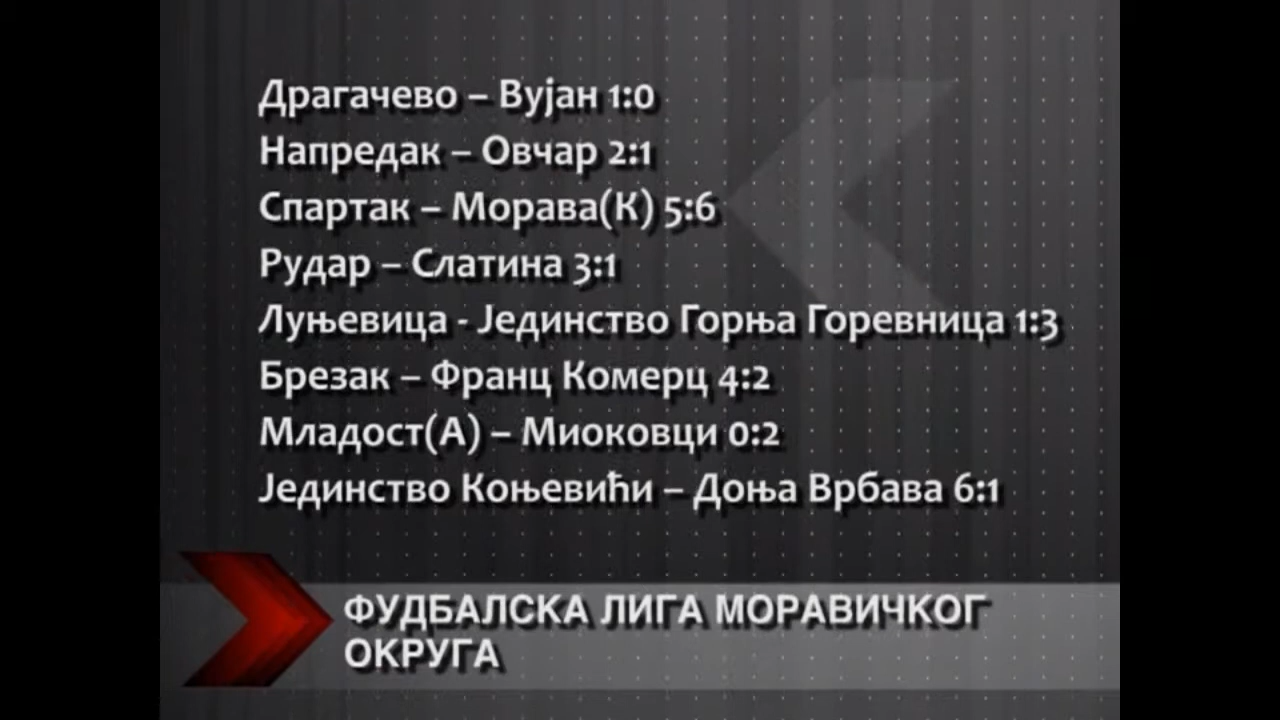 Драгачево – Вујан 1:0
Напредак – Овчар 2:1
Спартак – Морава(К) 5:6
Рудар – Слатина 3:1
Луњевица - Јединство Горња Горевница 1:3
Брезак – Франц Комерц 4:2
Младост(А) – Миоковци 0:2
Јединство Коњевићи – Доња Врбава 6:1
ФУДБАЛСКА ЛИГА МОРАВИЧКОГ
ОКРУГА